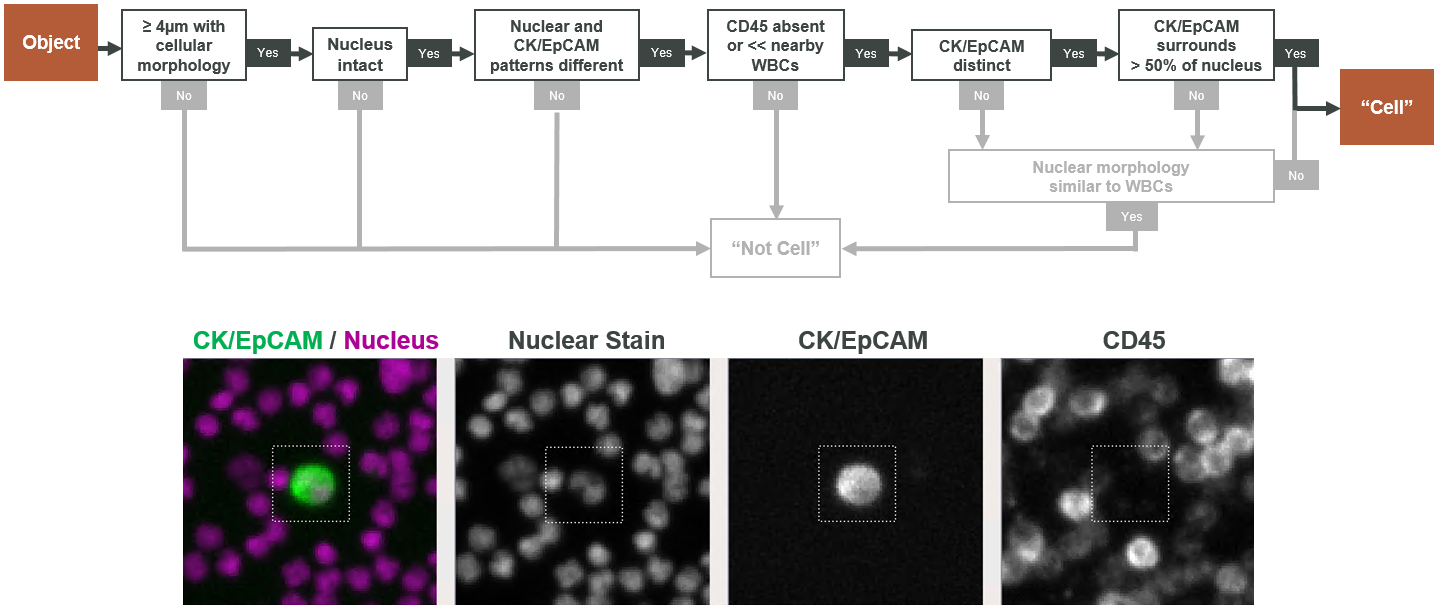 Object
≥ 4µm with
cellular
morphology
Yes
No
Nucleus
intact
Yes
No
Nuclear and
CK/EpCAM
patterns different
Yes
No
CD45 absent
or << nearby
WBCs
Yes
No
CK/EpCAM
distinct
Yes
No
CK/EpCAM
surrounds
> 50% of nucleus
Yes
No
“Cell”
Nuclear morphology
similar to WBCs
No
Yes
“Not Cell”
CK/EpCAM / Nucleus
Nuclear Stain
CK/EpCAM
CD45